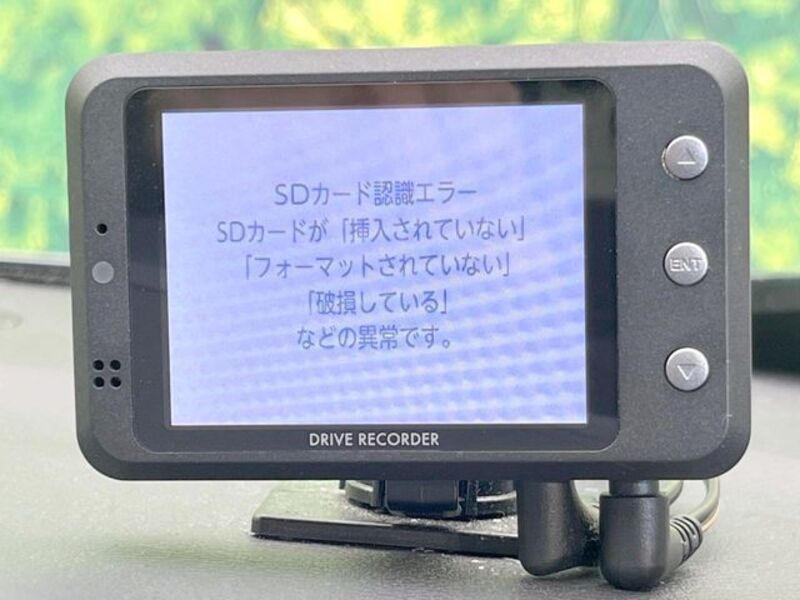 SDカード認識エラー
SDカードが「挿入されていない」
「フォーマットされていない」
「破損している」
などの異常です。
ENT
DRIVE RECORDER